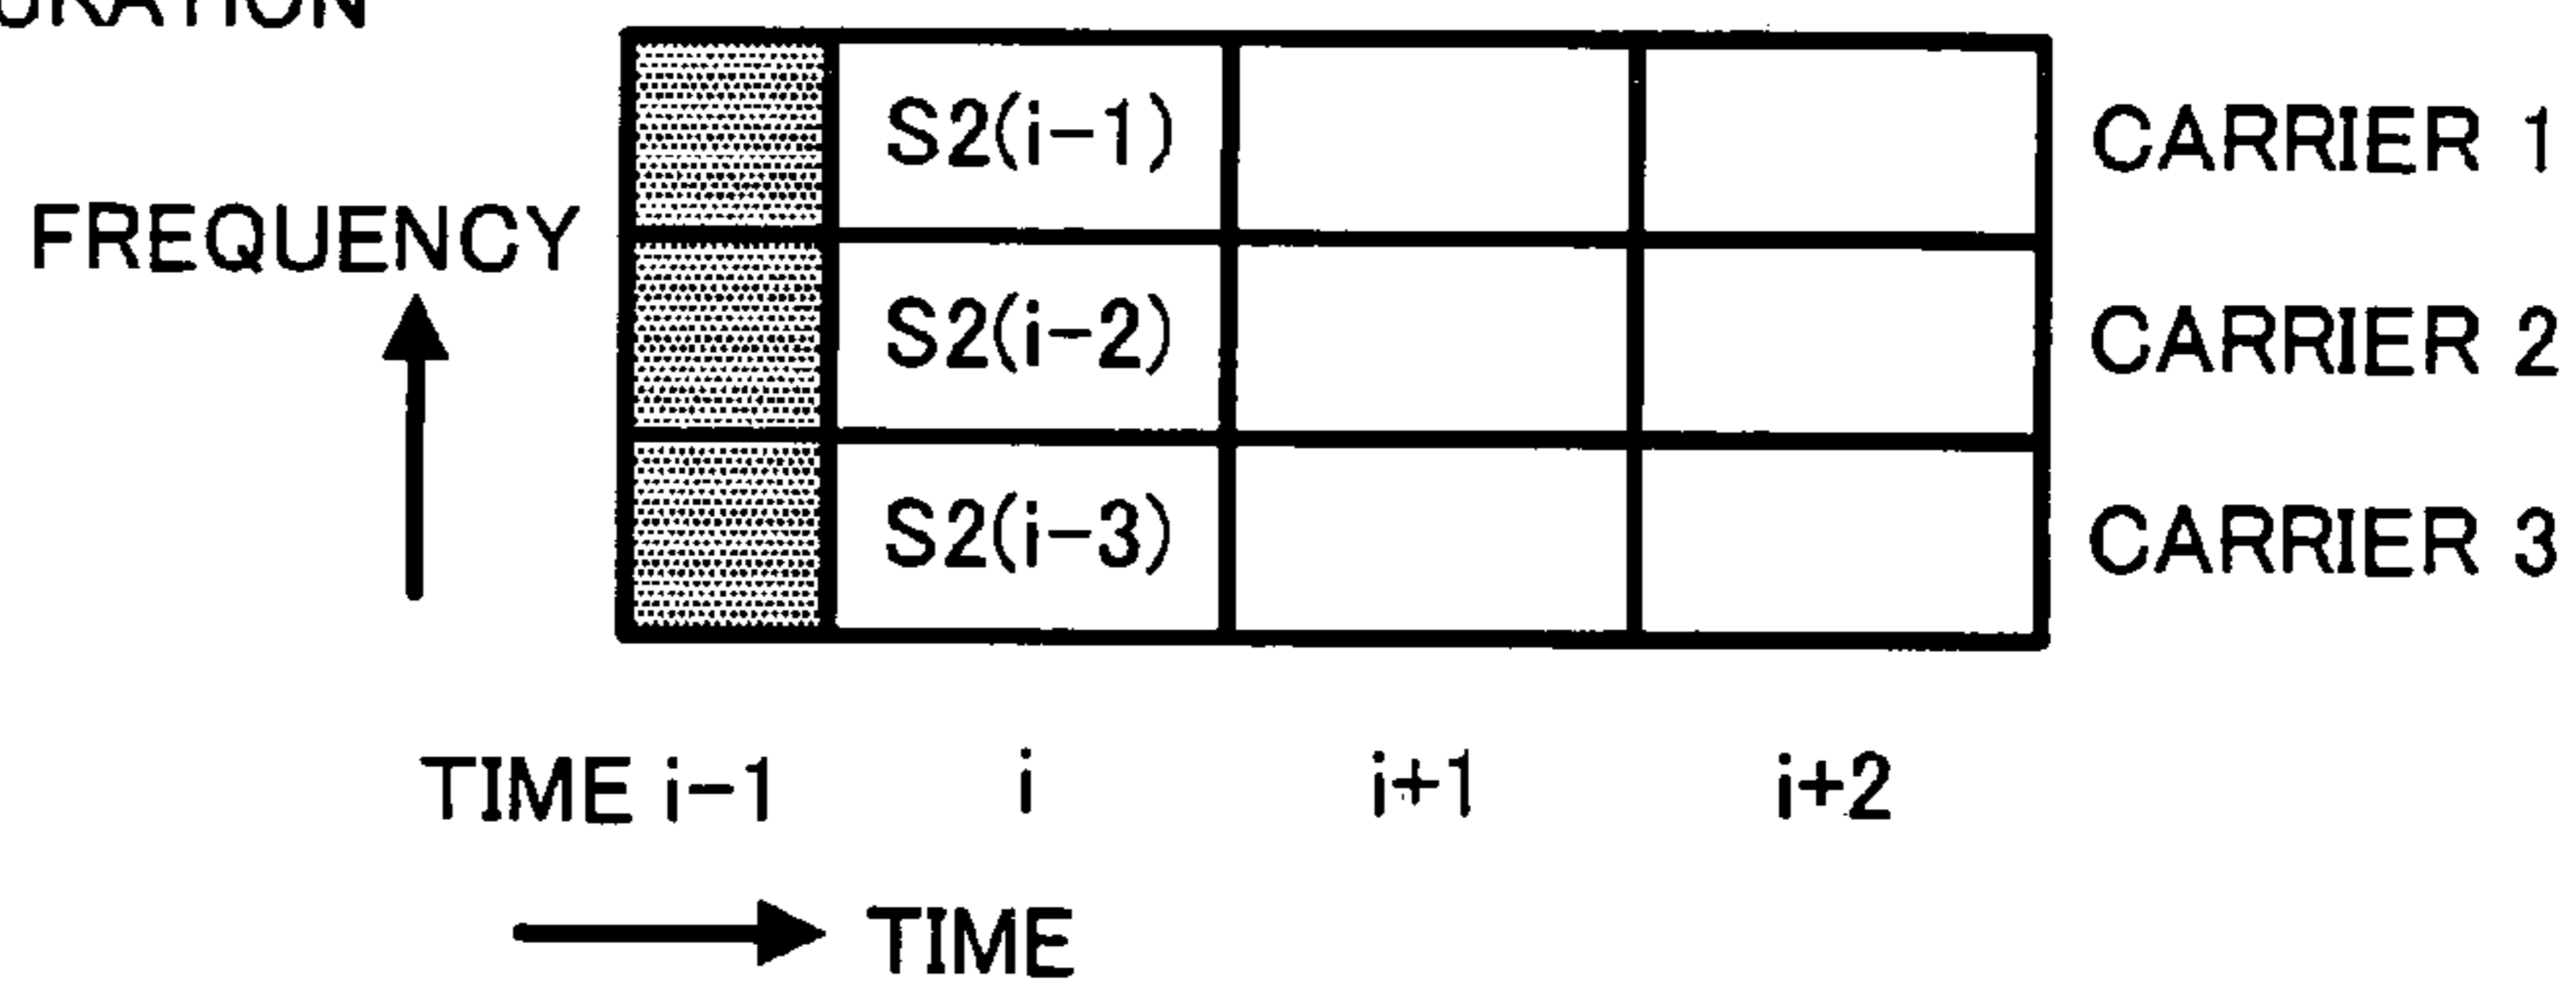 S2(i-1) CARRIER 1
FREQUENCY
S2(i-2) CARRIER 2
S2(i-3) CARRIER 3
TIME i-1 i i+1 i+2
TIME